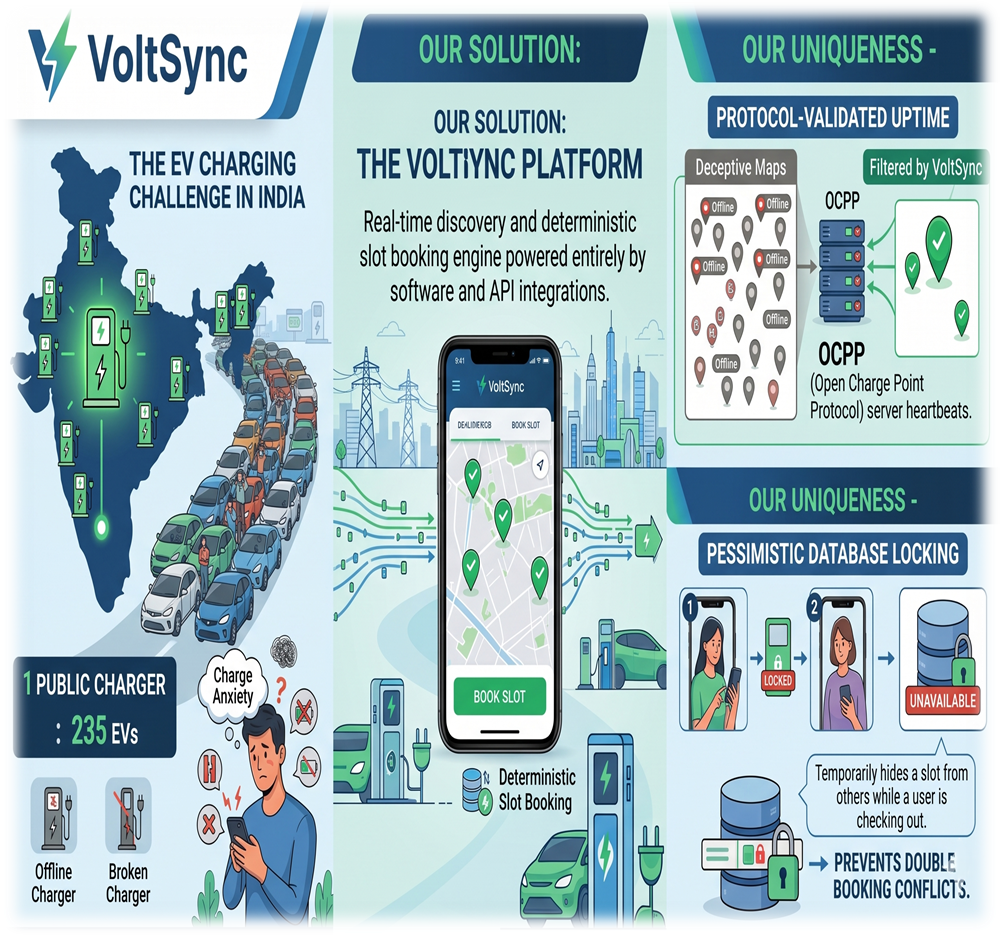 VoltSync
THE EV CHARGING
CHALLENGE IN INDIA
1 PUBLIC CHARGER
: 235 EVs
Offline
Charger
Broken
Charger
Charge
Anxiety
?
OUR SOLUTION:
OUR SOLUTION:
THE VOLTIYNC PLATFORM
Real-time discovery and deterministic
slot booking engine powered entirely by
software and API integrations.
9:41
VoltSync
BOOK SLOT
BOOK SLOT
Deterministic
Slot Booking
OUR UNIQUENESS -
PROTOCOL-VALIDATED UPTIME
Deceptive Maps
Offline
Offline
Offline
Offline
Offline
Offline
OCPP
Filtered by VoltSync
OCPP
(Open Charge Point
Protocol) server heartbeats.
OUR UNIQUENESS -
PESSIMISTIC DATABASE LOCKING
1
LOCKED
2
UNAVAILABLE
Temporarily hides a slot from
others while a user is
checking out.
PREVENTS DOUBLE
BOOKING CONFLICTS.